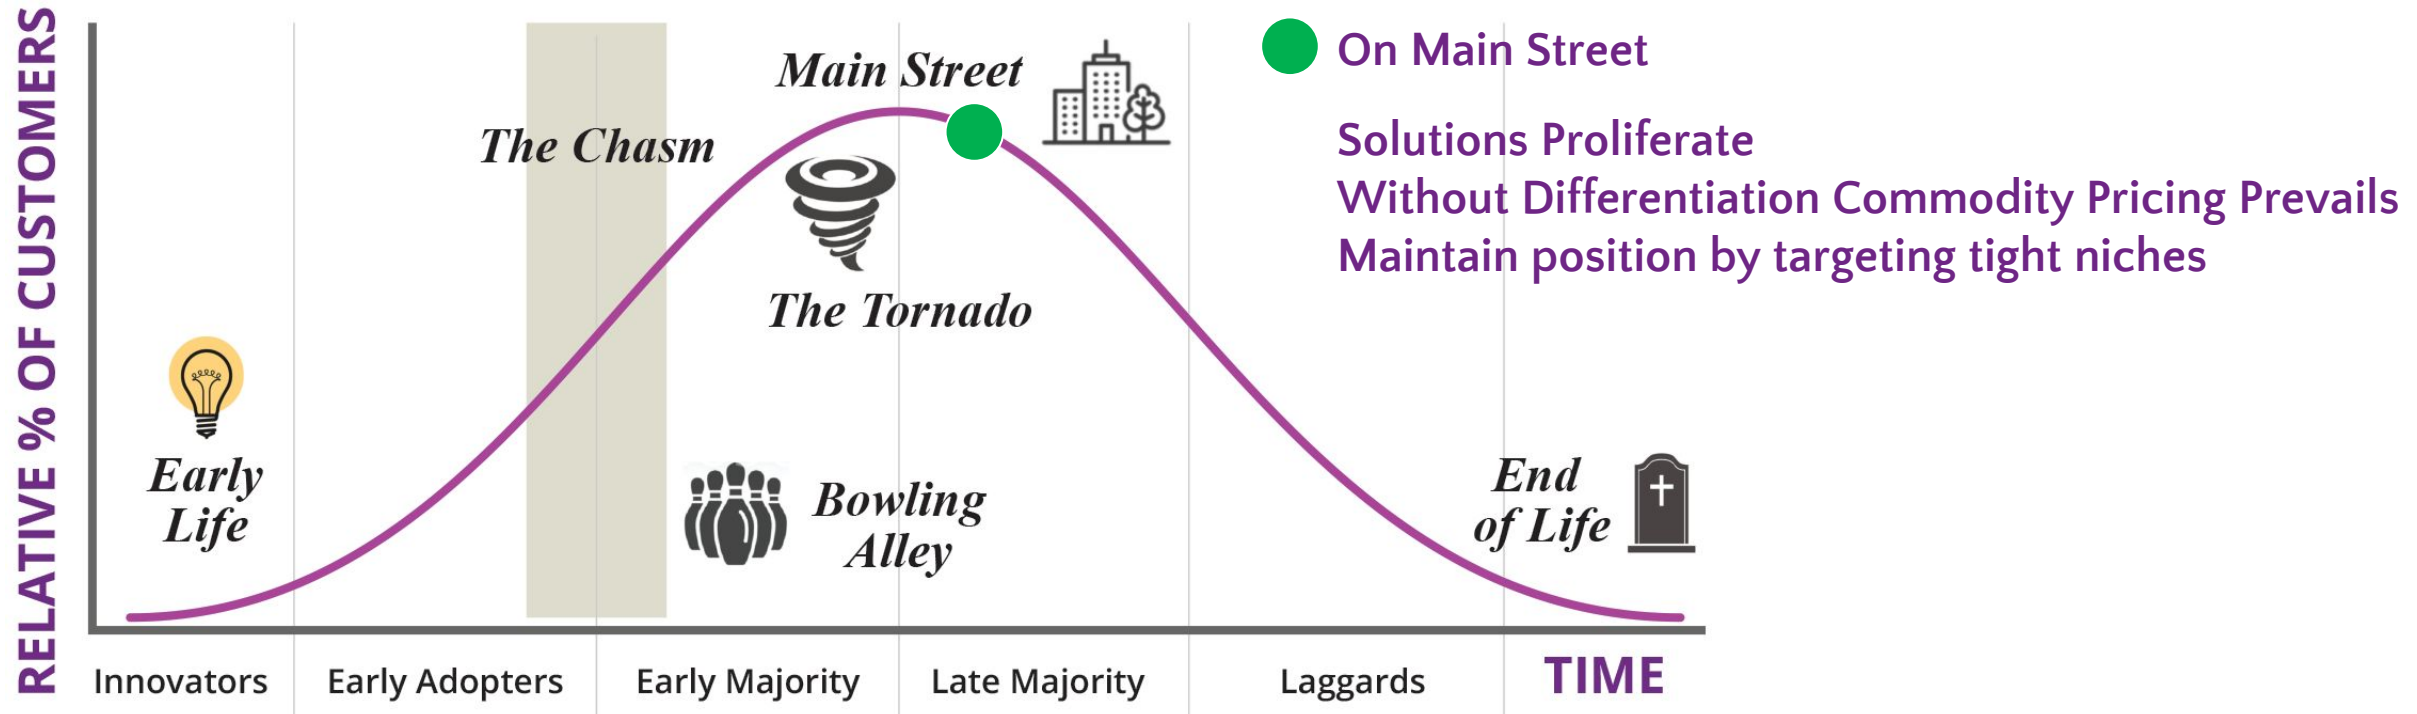 RELATIVE % OF CUSTOMERS
Early
Life
The Chasm
Main Street
The Tornado
Bowling
Alley
End
of Life
On Main Street
Solutions Proliferate
Without Differentiation Commodity Pricing Prevails
Maintain position by targeting tight niches
Innovators
Early Adopters
Early Majority
Late Majority
Laggards
TIME